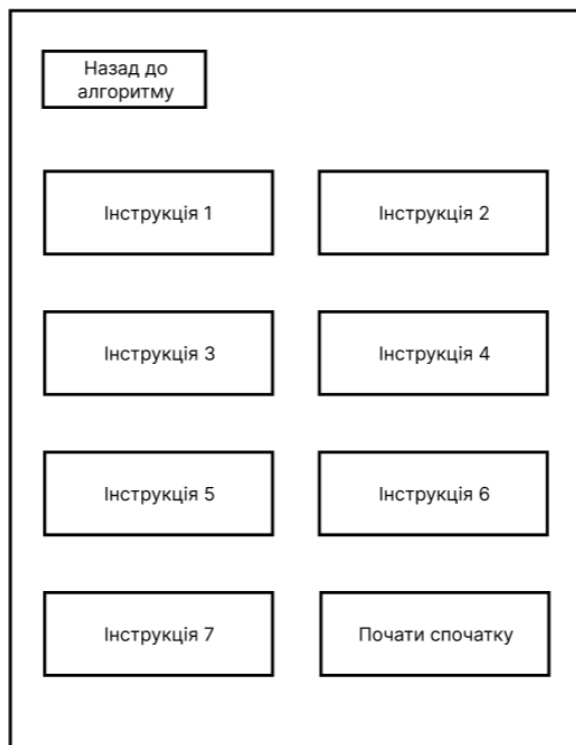 Назад до
алгоритму
Інструкція 1
Інструкція 2
Інструкція 3
Інструкція 4
Інструкція 5
Інструкція 6
Інструкція 7
Почати спочатку